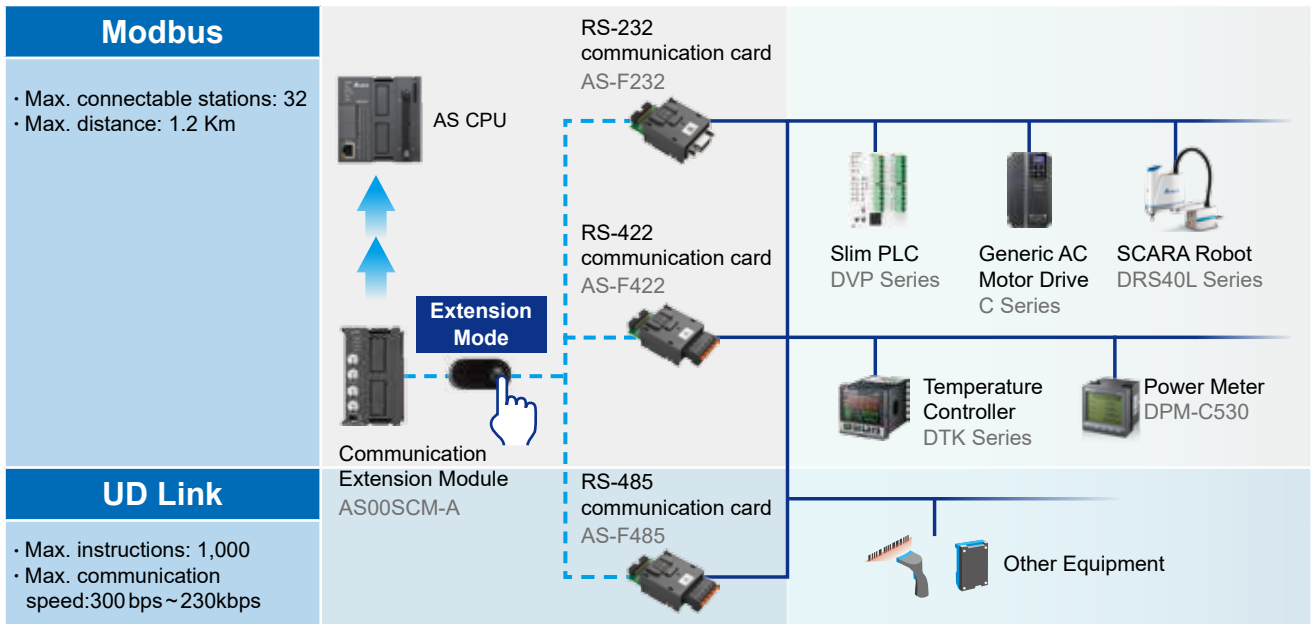 Modbus
· Max. connectable stations: 32
· Max. distance: 1.2 Km
UD Link
· Max. instructions: 1,000
· Max. communication
speed:300bps~230kbps
AS CPU
Extension
Mode
Communication
Extension Module
AS00SCM-A
RS-232
communication card
AS-F232
RS-422
communication card
AS-F422
RS-485
communication card
AS-F485
Slim PLC
DVP Series
Generic AC
Motor Drive
C Series
SCARA Robot
DRS40L Series
Temperature
Controller
DTK Series
Power Meter
DPM-C530
Other Equipment